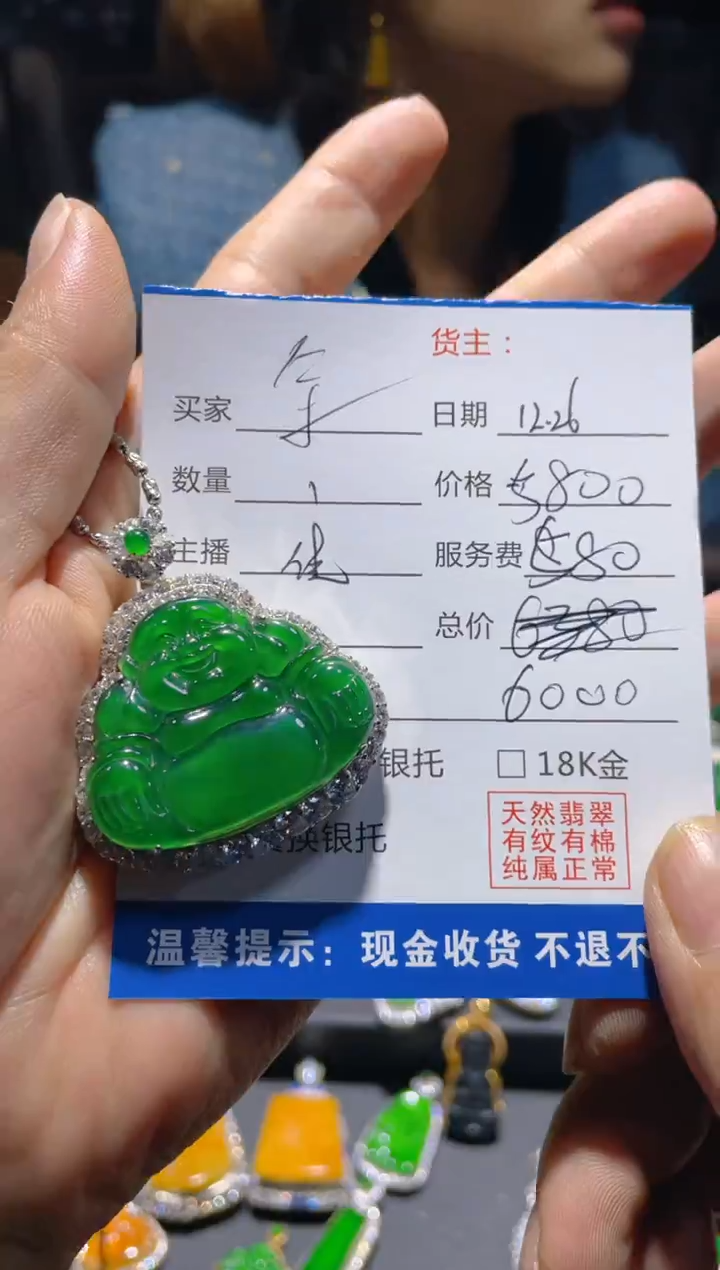 货主：
买家 金 日期 12.26
数量 1 价格 5800
主播 佳 服务费 580
总价 6380
6000
银托 □ 18K金
换银托
天然翡翠
有纹有棉
纯属正常
温馨提示：现金收货 不退不